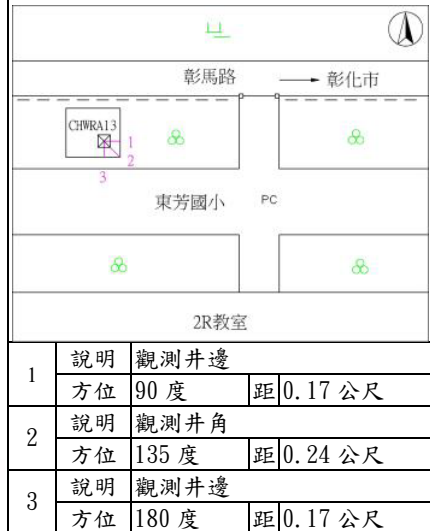 彰馬路 → 彰化市
CHWRA13
1
2
3
東芳國小 PC
2R教室
1 說明 觀測井邊
方位 90 度 距 0.17 公尺
2 說明 觀測井角
方位 135 度 距 0.24 公尺
3 說明 觀測井邊
方位 180 度 距 0.17 公尺